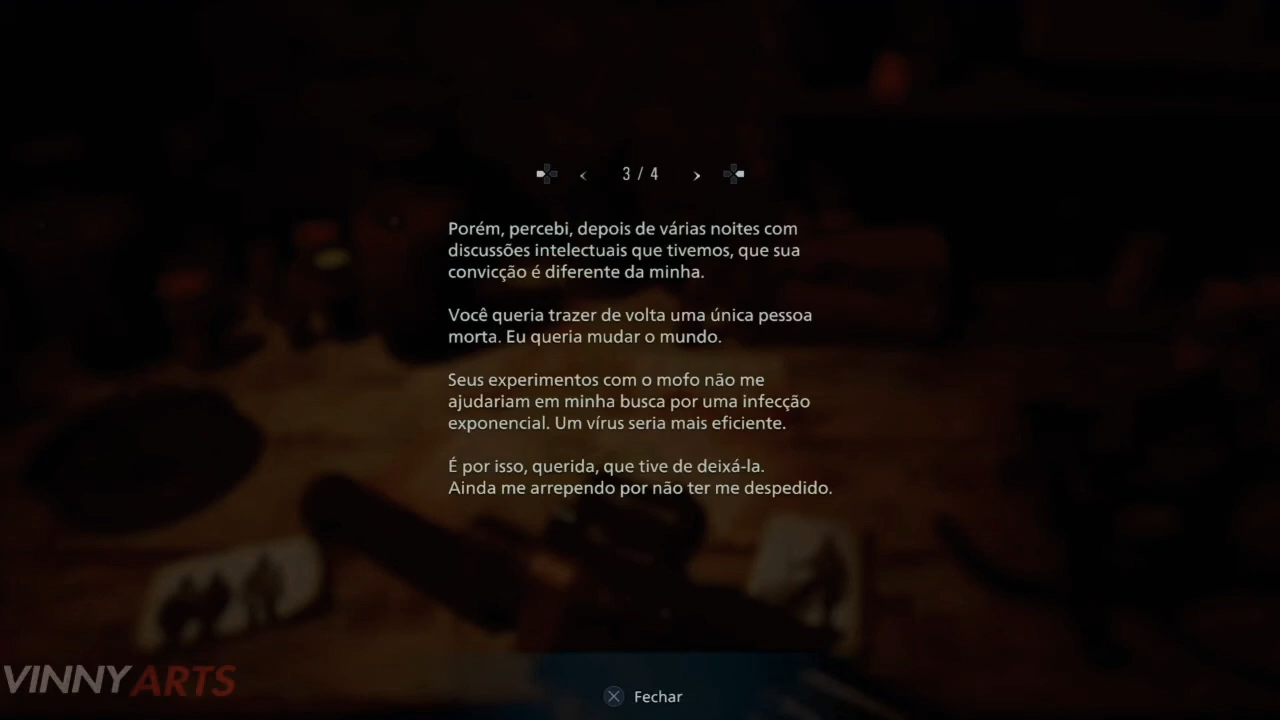 3 / 4
Porém, percebi, depois de várias noites com
discussões intelectuais que tivemos, que sua
convicção é diferente da minha.
Você queria trazer de volta uma única pessoa
morta. Eu queria mudar o mundo.
Seus experimentos com o mofo não me
ajudariam em minha busca por uma infecção
exponencial. Um vírus seria mais eficiente.
É por isso, querida, que tive de deixá-la.
Ainda me arrependo por não ter me despedido.
VINNYARTS
Fechar